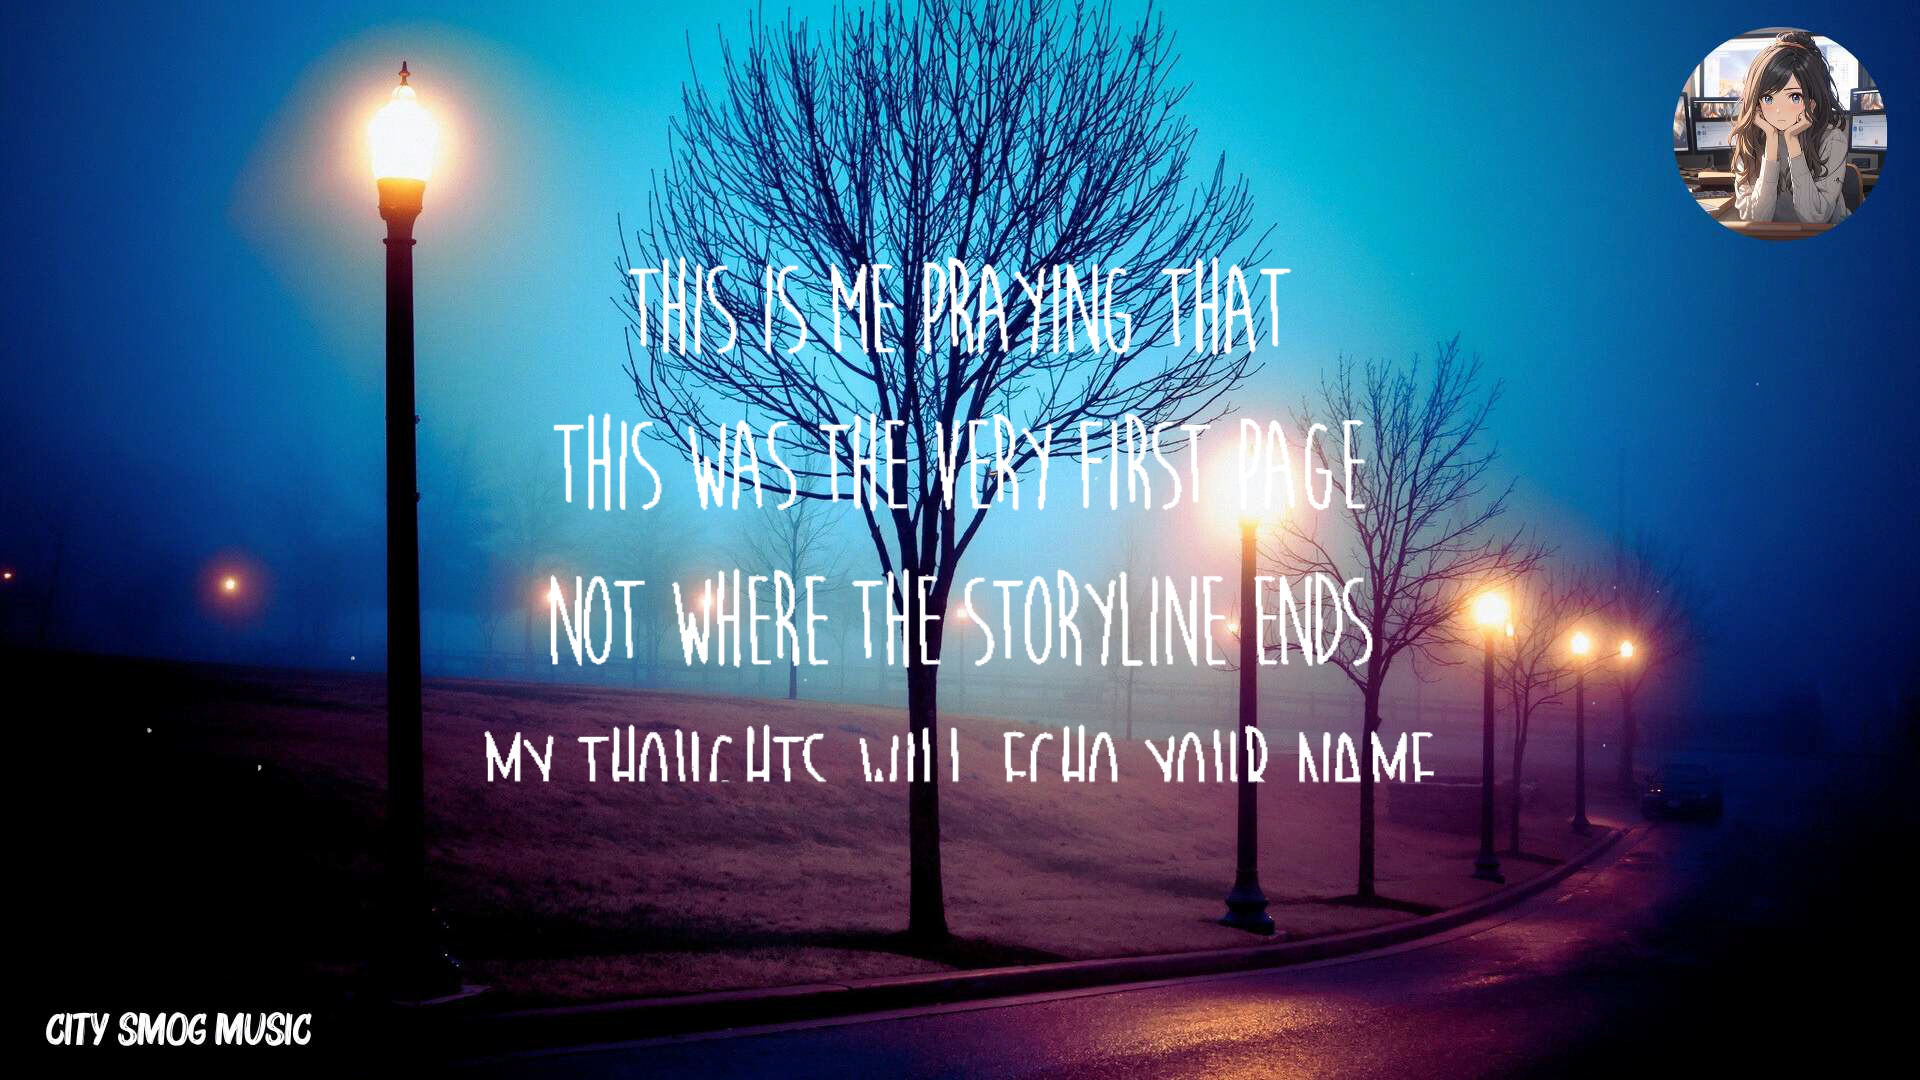 THIS IS ME PRAYING THAT
THIS WAS THE VERY FIRST PAGE
NOT WHERE THE STORYLINE ENDS
MY THOUGHTS WILL ECHO YOUR NAME
CITY SMOG MUSIC